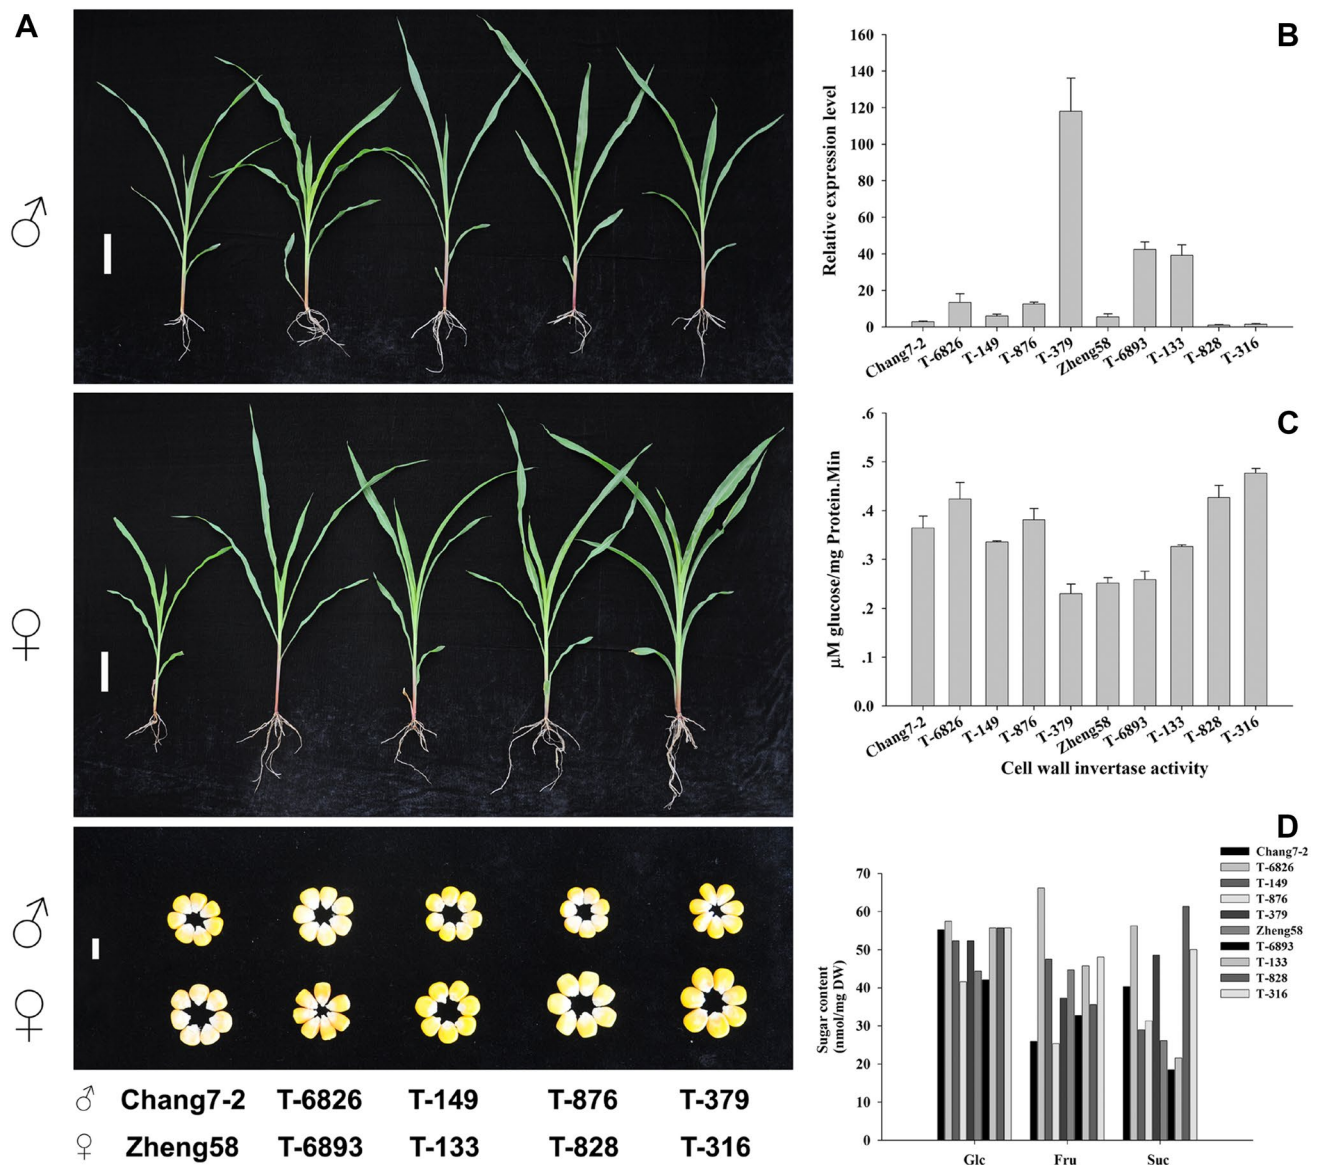 A
♂
♀
♂
♀
♂ Chang7-2 T-6826 T-149 T-876 T-379
♀ Zheng58 T-6893 T-133 T-828 T-316
B
Relative expression level
160
140
120
100
80
60
40
20
0
Chang7-2 T-6826 T-149 T-876 T-379 Zheng58 T-6893 T-133 T-828 T-316
C
μM glucose/mg Protein.Min
.6
.5
.4
.3
.2
.1
0.0
Chang7-2 T-6826 T-149 T-876 T-379 Zheng58 T-6893 T-133 T-828 T-316
Cell wall invertase activity
D
Chang7-2
T-6826
T-149
T-876
T-379
Zheng58
T-6893
T-133
T-828
T-316
Sugar content
(nmol/mg DW)
70
60
50
40
30
20
10
0
Glc Fru Suc